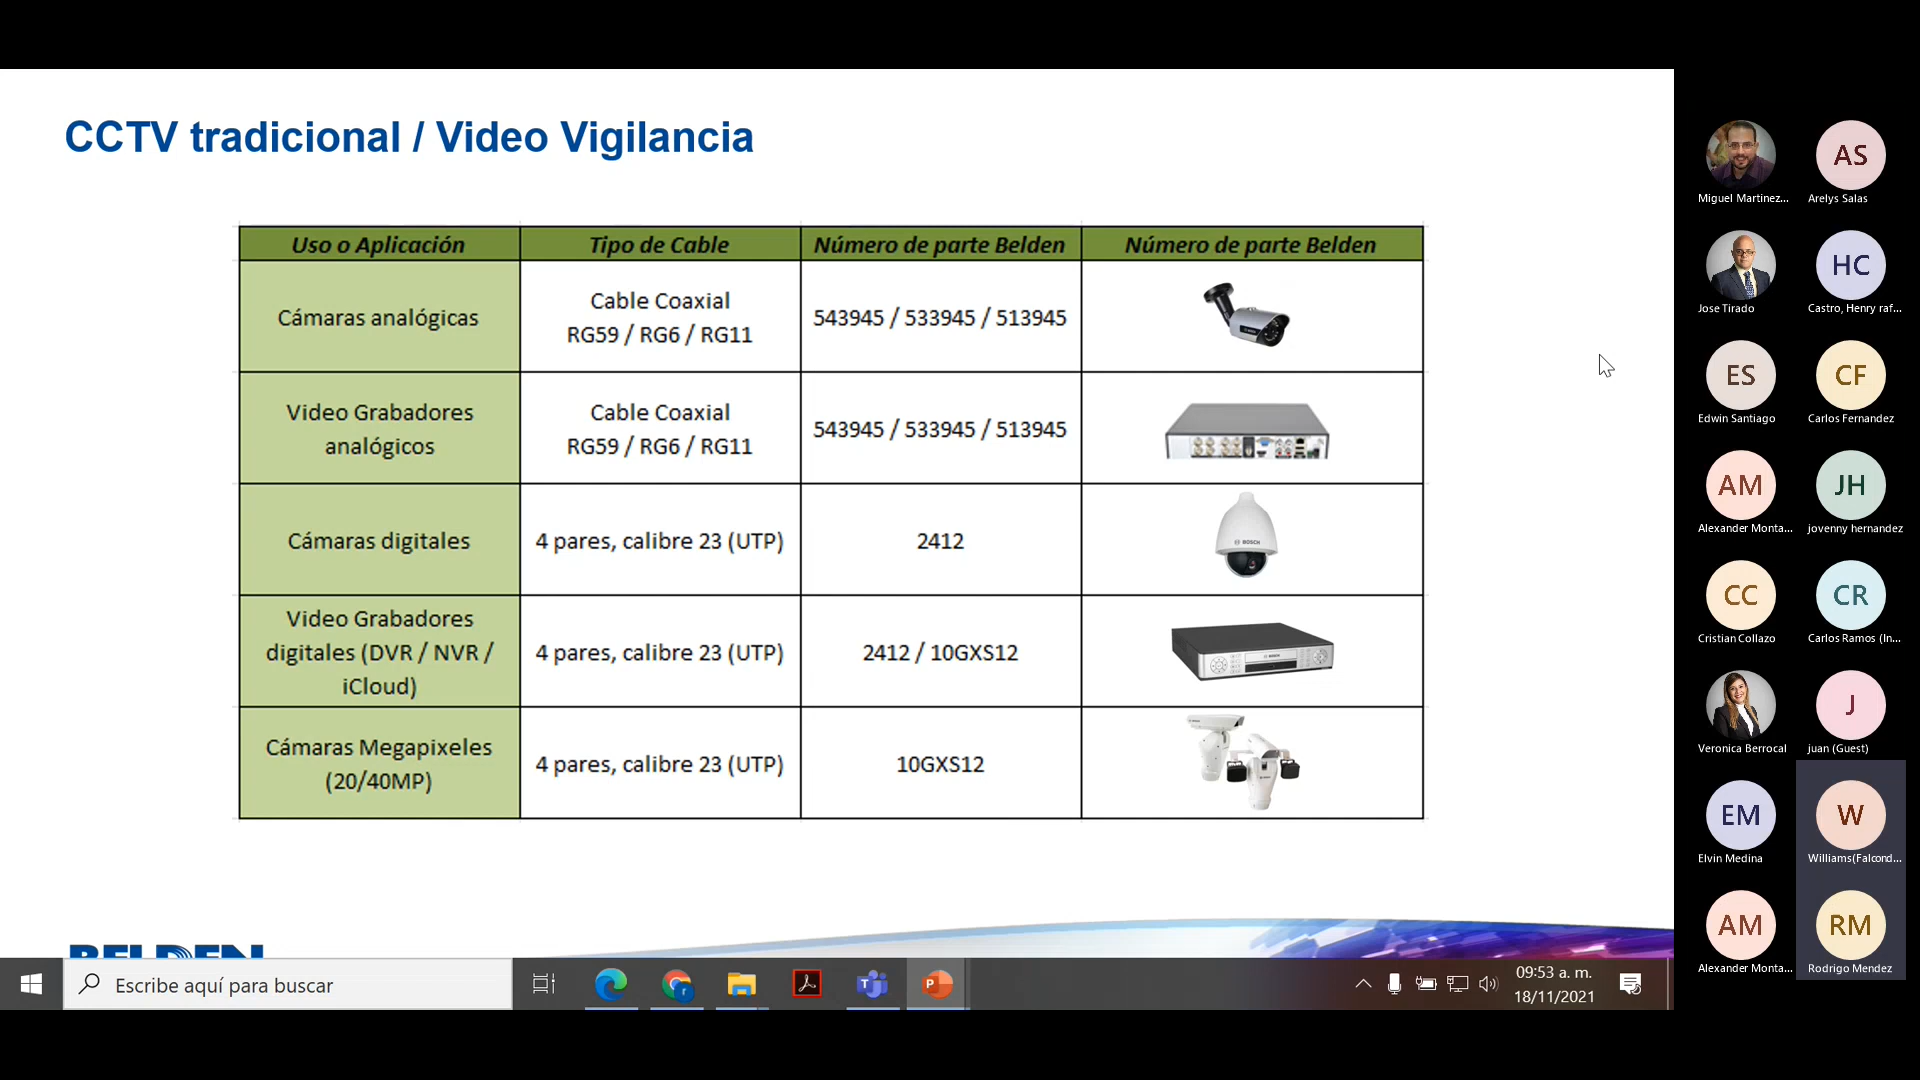 CCTV tradicional / Video Vigilancia
Uso o Aplicación
Tipo de Cable
Número de parte Belden
Número de parte Belden
Cámaras analógicas
Cable Coaxial
RG59 / RG6 / RG11
543945 / 533945 / 513945
Video Grabadores
analógicos
Cable Coaxial
RG59 / RG6 / RG11
543945 / 533945 / 513945
Cámaras digitales
4 pares, calibre 23 (UTP)
2412
BOSCH
Video Grabadores
digitales (DVR / NVR /
iCloud)
4 pares, calibre 23 (UTP)
2412 / 10GXS12
Cámaras Megapixeles
(20/40MP)
4 pares, calibre 23 (UTP)
10GXS12
BELDEN
Escribe aquí para buscar
09:53 a. m.
18/11/2021
Miguel Martinez...
AS
Arelys Salas
Jose Tirado
HC
Castro, Henry raf...
ES
Edwin Santiago
CF
Carlos Fernandez
AM
Alexander Monta...
JH
jovenny hernandez
CC
Cristian Collazo
CR
Carlos Ramos (In...
Veronica Berrocal
J
juan (Guest)
EM
Elvin Medina
W
Williams(Falcond...
AM
Alexander Monta...
RM
Rodrigo Mendez